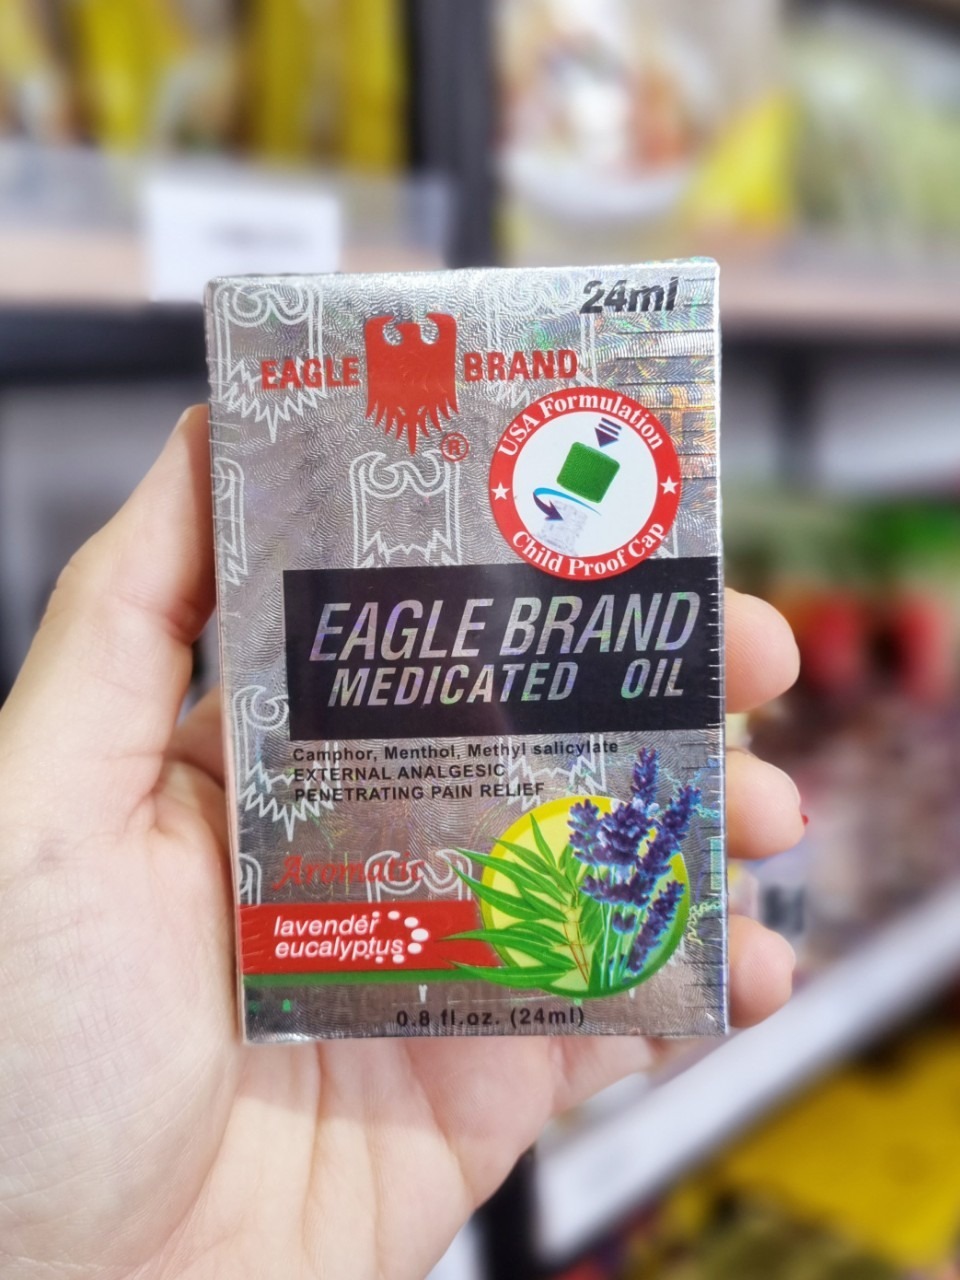 24ml
EAGLE BRAND
®
USA Formulation
Child Proof Cap
EAGLE BRAND
MEDICATED OIL
Camphor, Menthol, Methyl salicylate
EXTERNAL ANALGESIC
PENETRATING PAIN RELIEF
Aromatic
lavender
eucalyptus
0.8 fl.oz. (24ml)